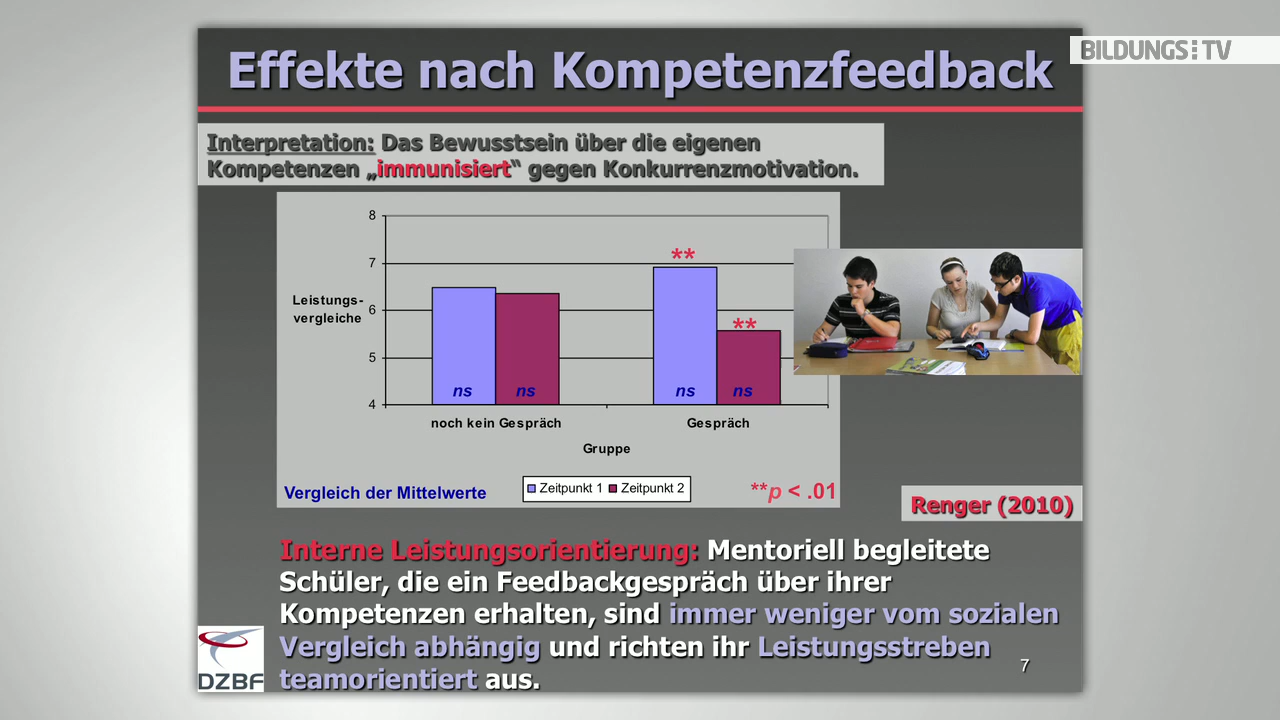 Effekte nach Kompetenzfeedback
BILDUNGS TV
Interpretation: Das Bewusstsein über die eigenen
Kompetenzen „immunisiert“ gegen Konkurrenzmotivation.
8
7
6
5
4
Leistungs-
vergleiche
**
**
ns
ns
ns
ns
noch kein Gespräch
Gespräch
Gruppe
Vergleich der Mittelwerte
Zeitpunkt 1
Zeitpunkt 2
**p < .01
Renger (2010)
Interne Leistungsorientierung: Mentoriell begleitete
Schüler, die ein Feedbackgespräch über ihrer
Kompetenzen erhalten, sind immer weniger vom sozialen
Vergleich abhängig und richten ihr Leistungsstreben
teamorientiert aus.
7
DZBF